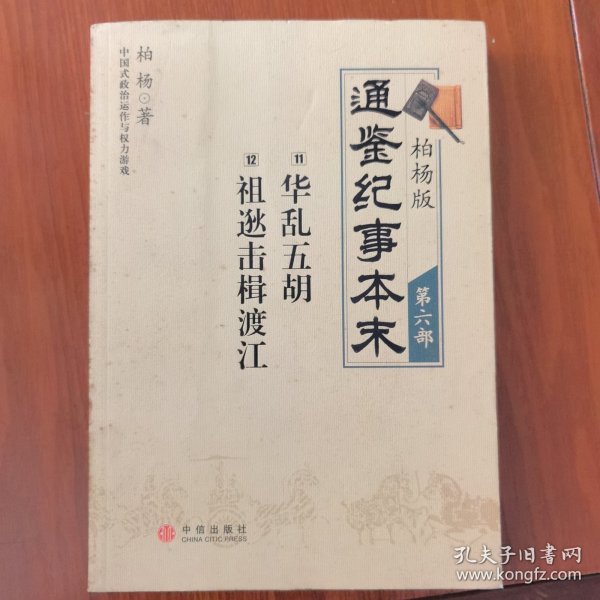 柏杨版
通鉴纪事本末
第六部
11 华乱五胡
12 祖逖击楫渡江
柏杨 著
中国式政治运作与权力游戏
中信出版社
CHINA CITIC PRESS
孔夫子旧书网
www.kongfz.com